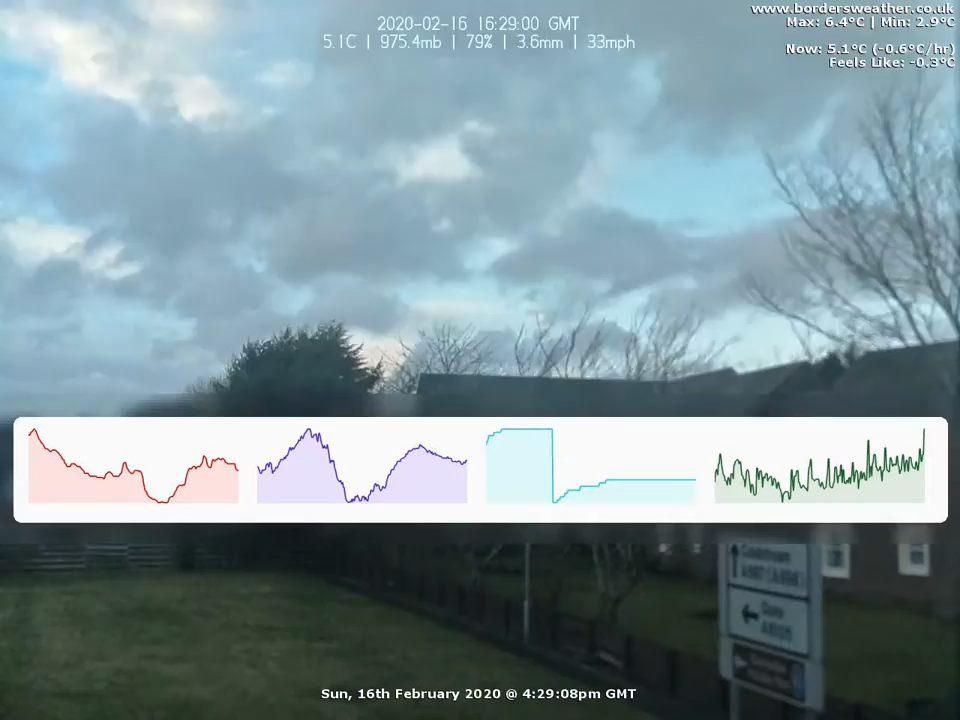 www.bordersweather.co.uk
2020-02-16 16:29:00 GMT
Max: 6.4°C | Min: 2.9°C
5.1C | 975.4mb | 79% | 3.6mm | 33mph
Now: 5.1°C (-0.6°C/hr)
Feels Like: -0.3°C
Sun, 16th February 2020 @ 4:29:08pm GMT